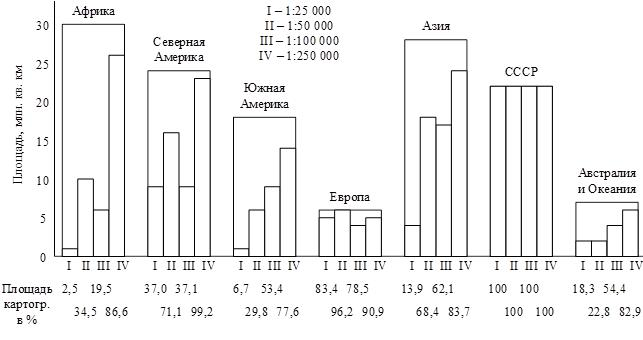 Африка
I – 1:25 000
II – 1:50 000
III – 1:100 000
IV – 1:250 000
Северная
Америка
Южная
Америка
Европа
Азия
СССР
Австралия
и Океания
Площадь, млн. кв. км
30
25
20
15
10
5
0
I II III IV I II III IV I II III IV I II III IV I II III IV I II III IV I II III IV
Площадь 2,5 19,5 37,0 37,1 6,7 53,4 83,4 78,5 13,9 62,1 100 100 18,3 54,4
картогр.
в % 34,5 86,6 71,1 99,2 29,8 77,6 96,2 90,9 68,4 83,7 100 100 22,8 82,9